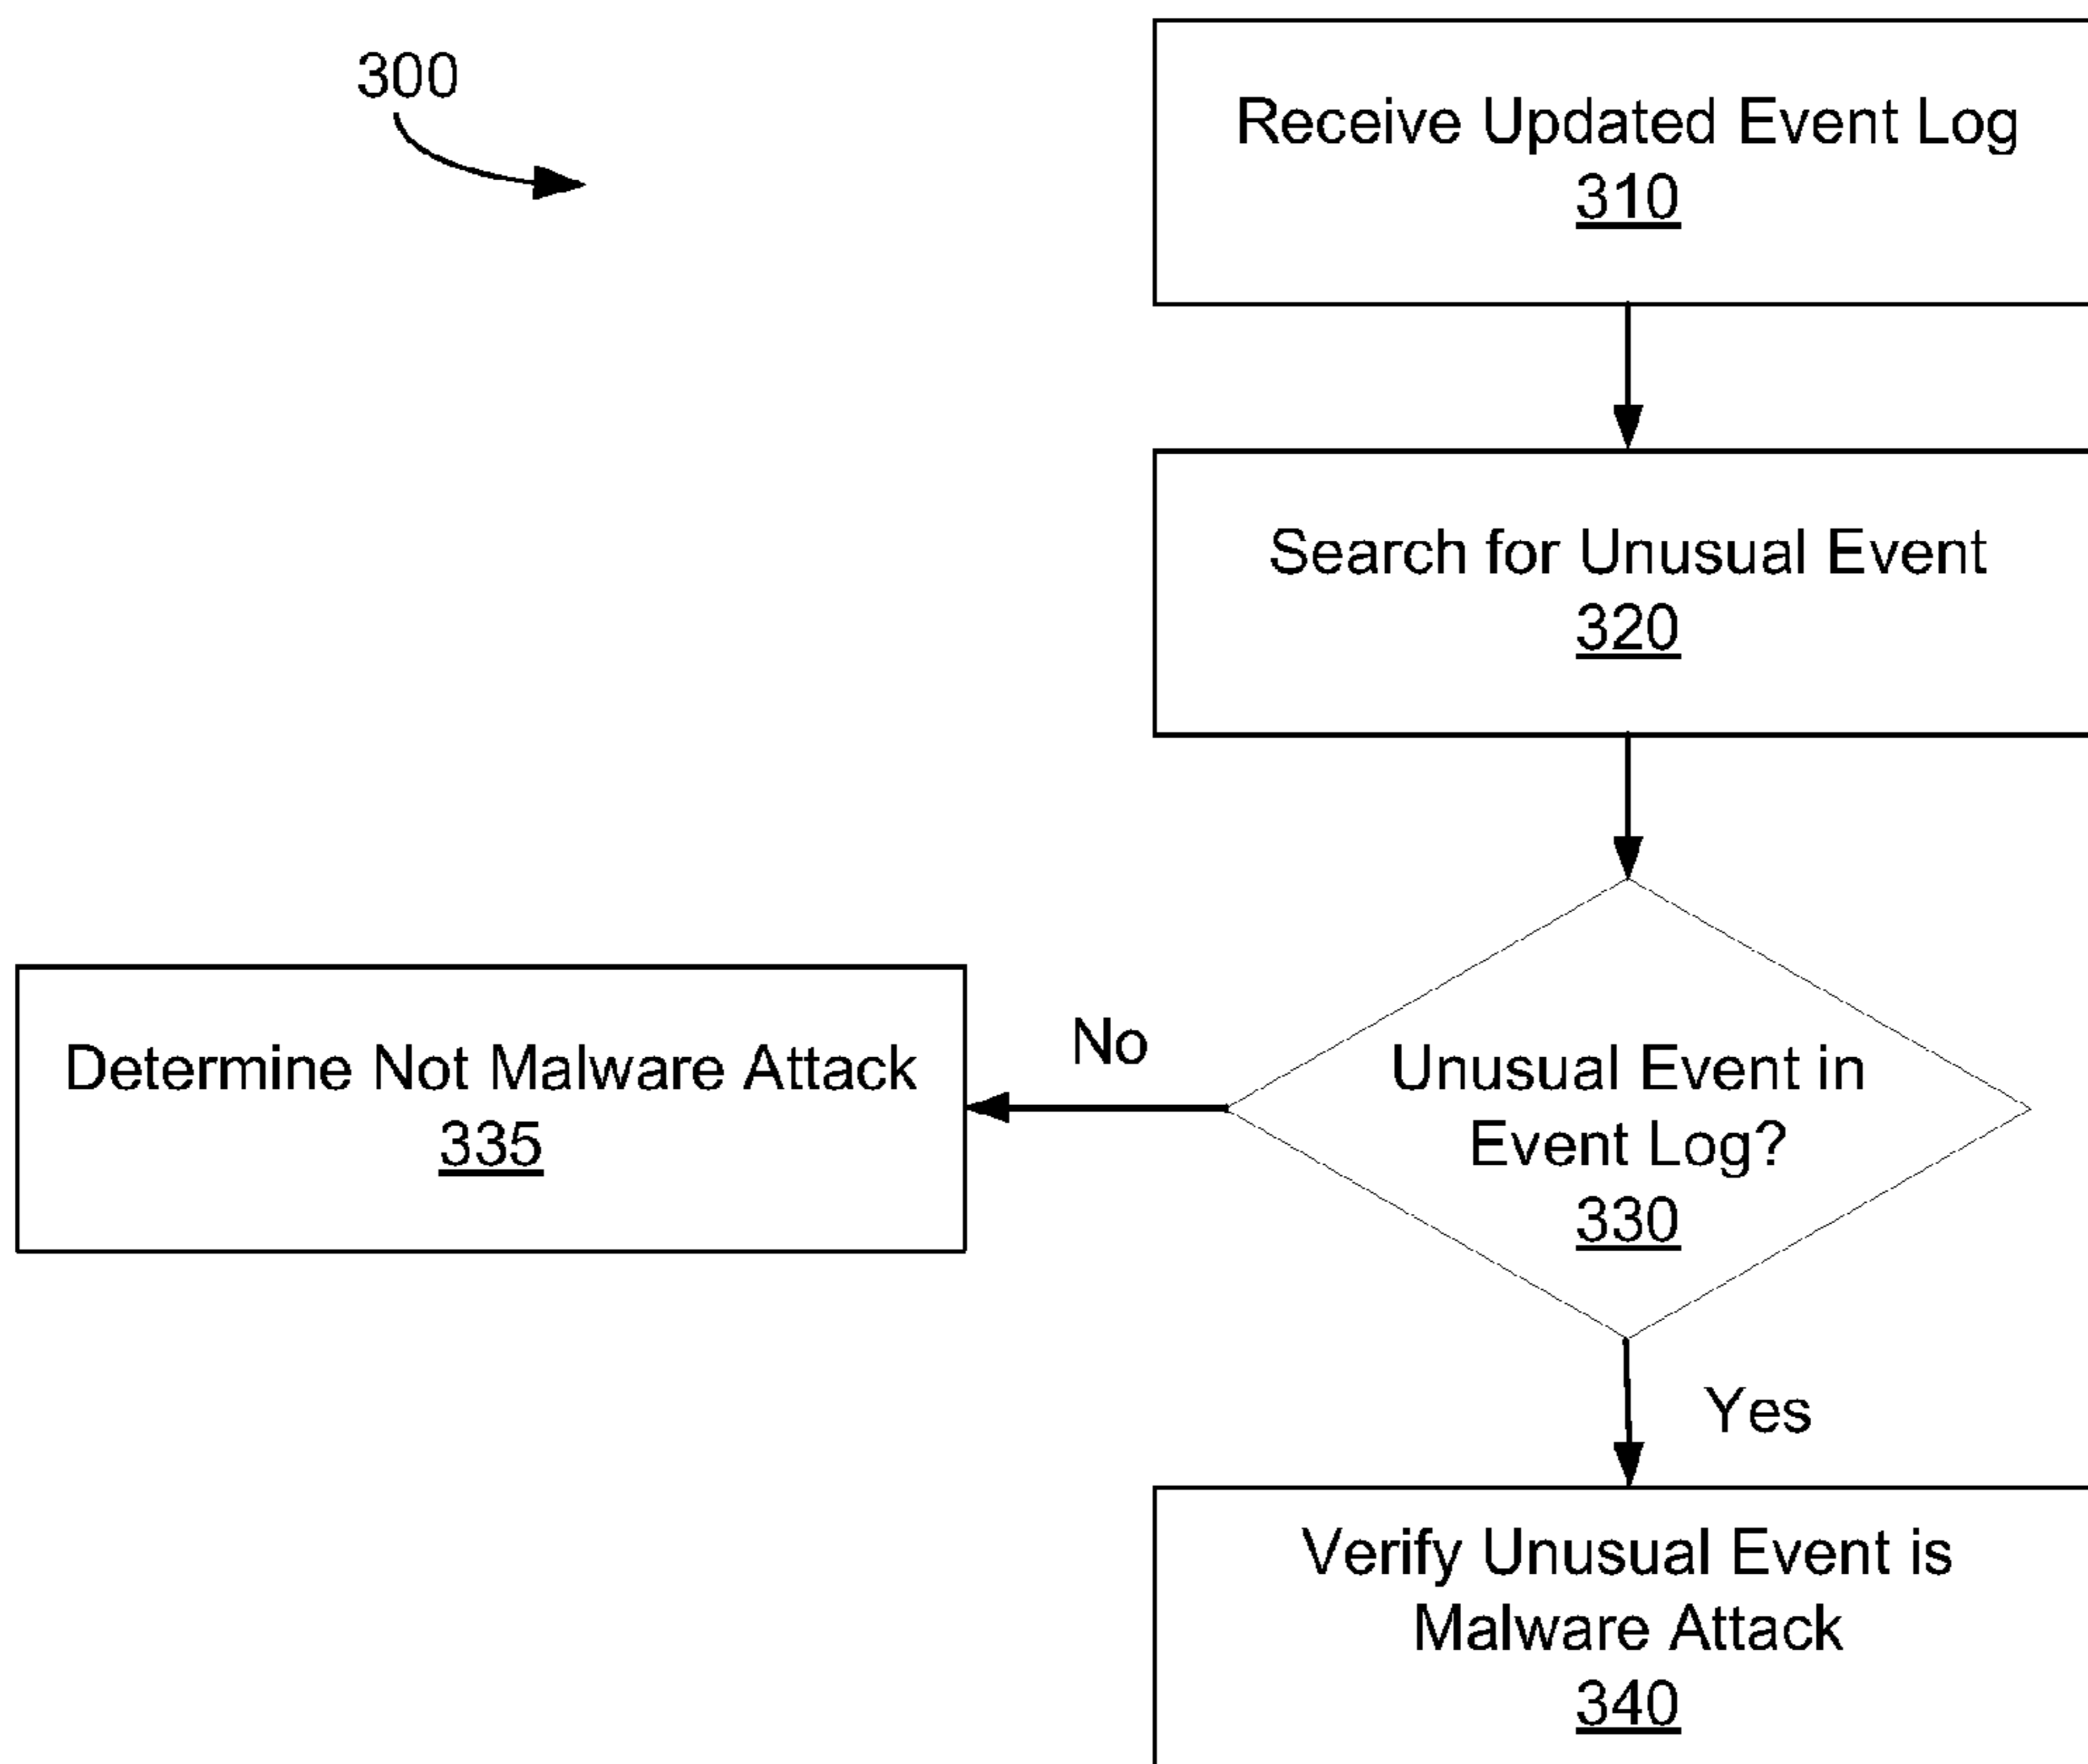 300
Receive Updated Event Log
310
Search for Unusual Event
320
Unusual Event in
Event Log?
330
No
Determine Not Malware Attack
335
Yes
Verify Unusual Event is
Malware Attack
340